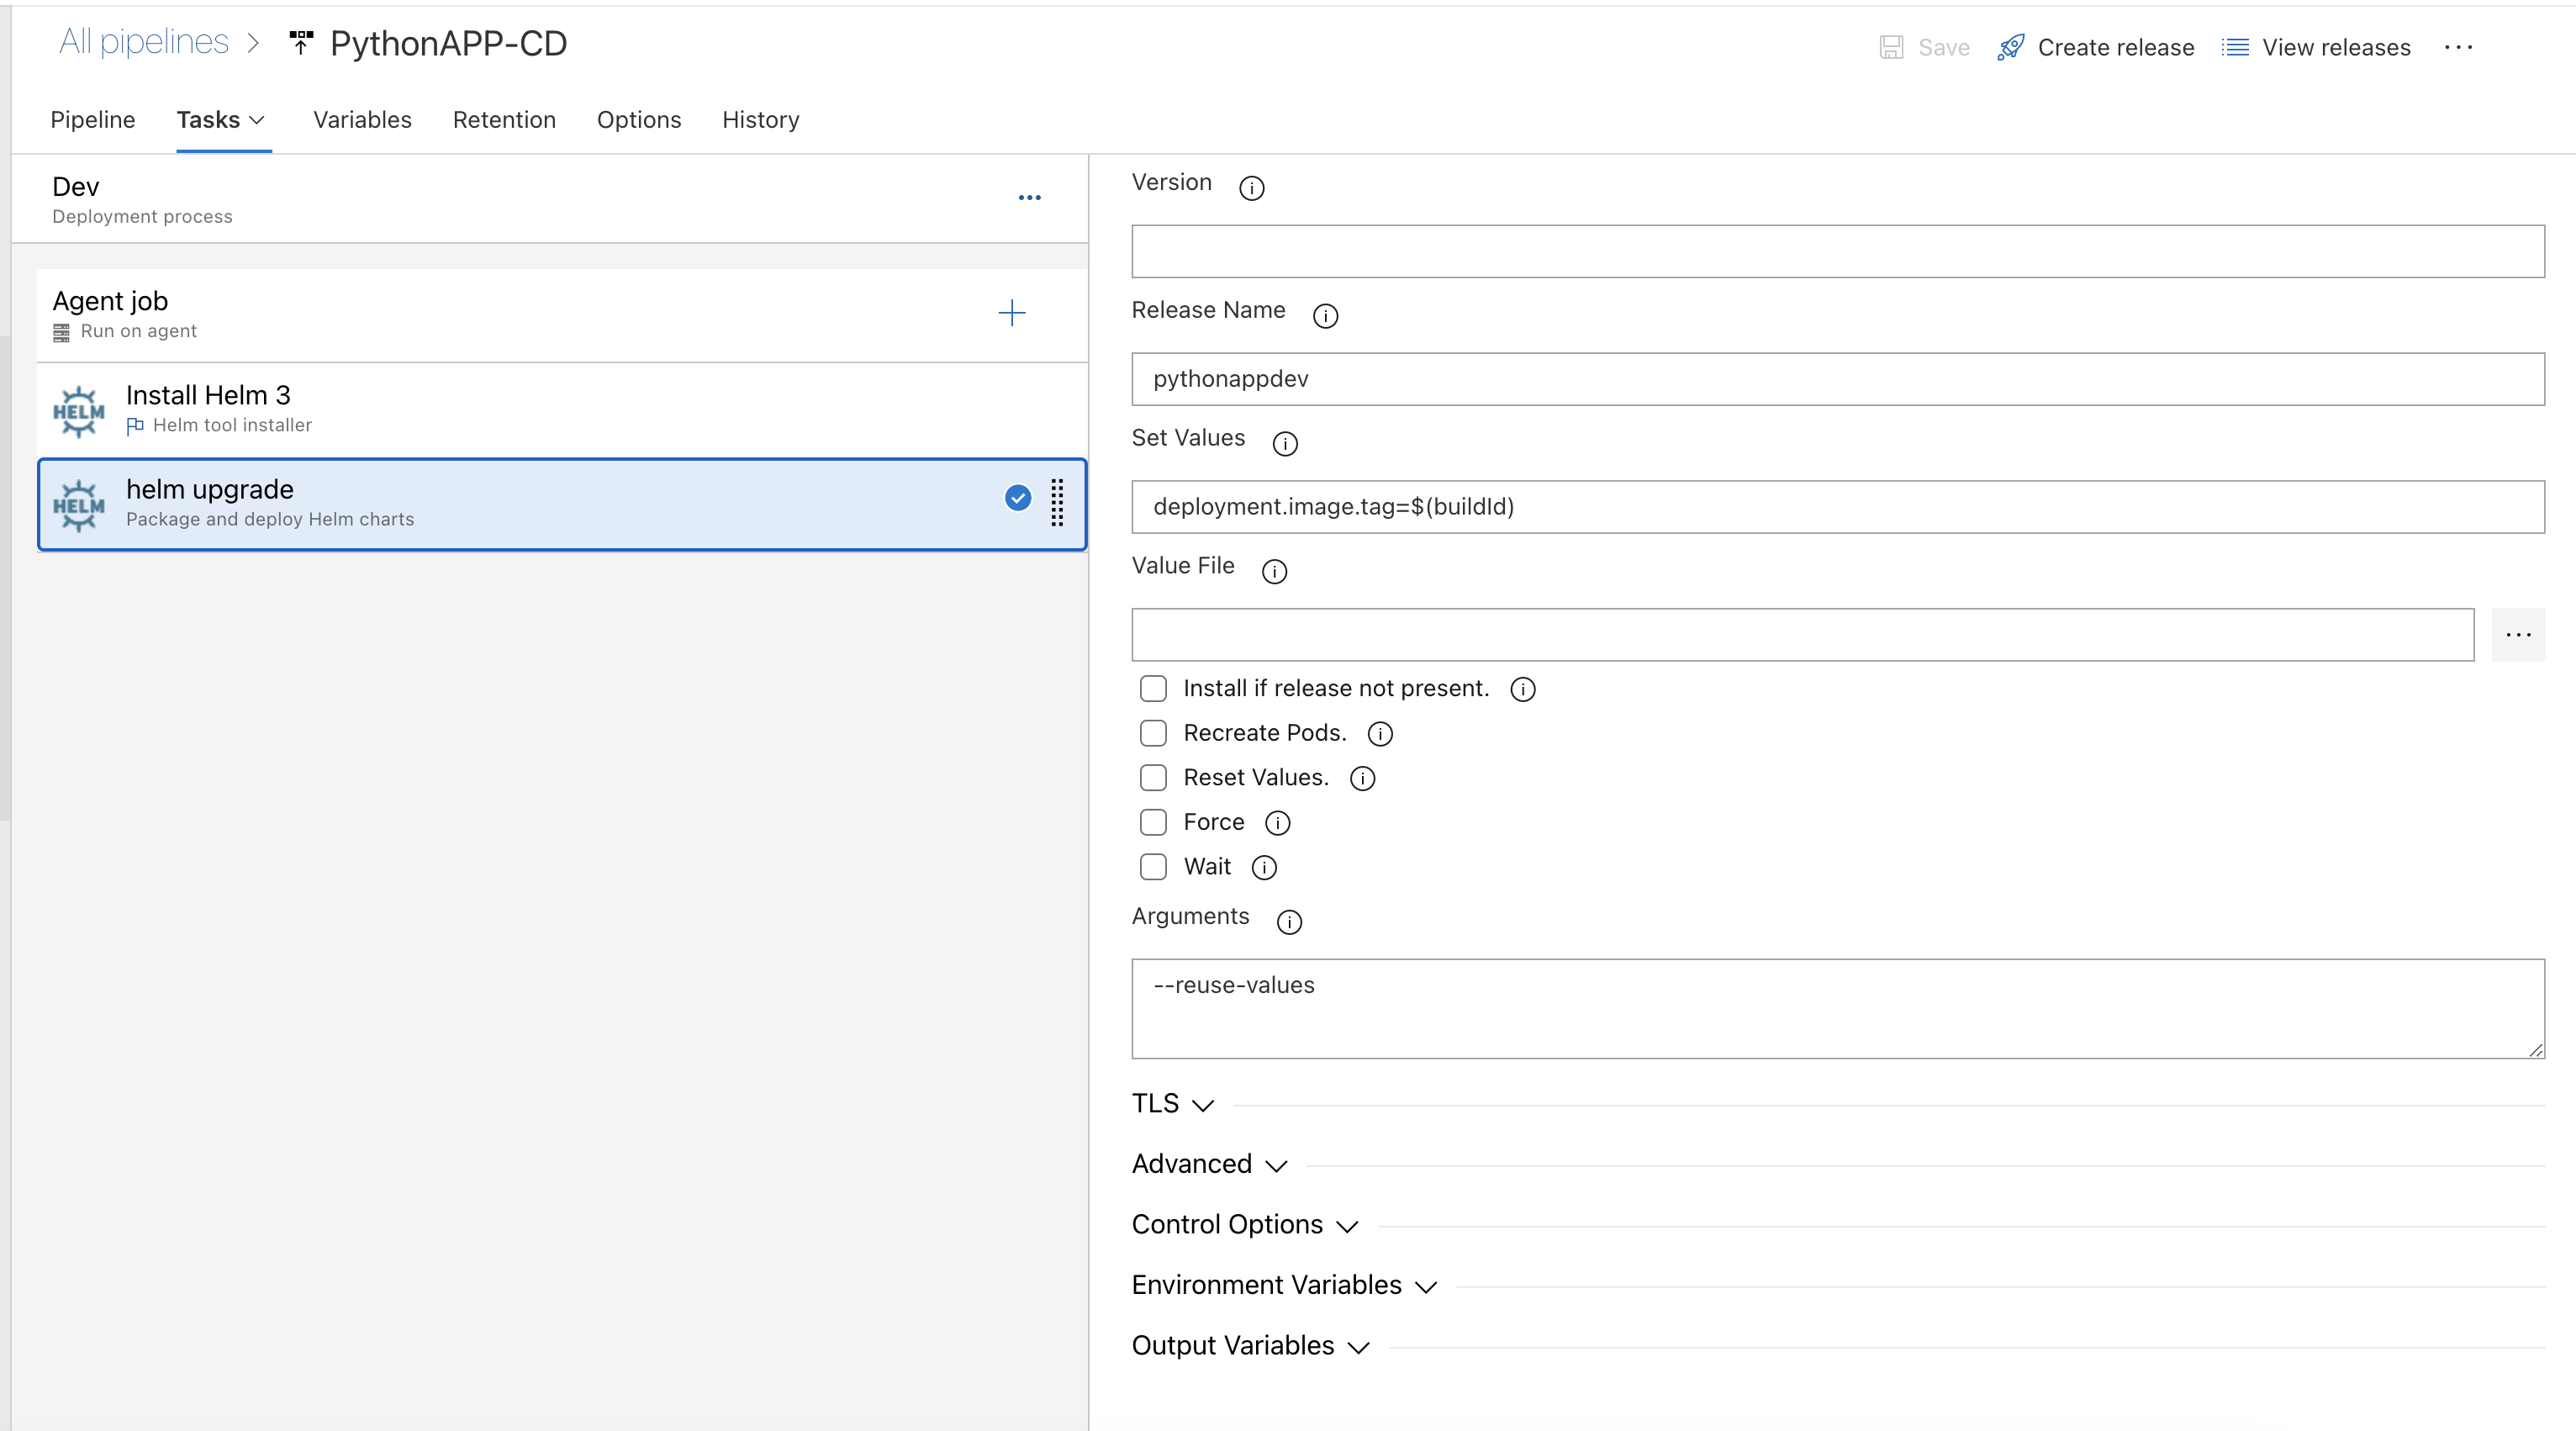 All pipelines > PythonAPP-CD
Save Create release View releases ...
Pipeline Tasks Variables Retention Options History
Dev
Deployment process
Agent job
Run on agent
HELM
Install Helm 3
Helm tool installer
HELM
helm upgrade
Package and deploy Helm charts
Version
Release Name
pythonappdev
Set Values
deployment.image.tag=$(buildId)
Value File
...
Install if release not present.
Recreate Pods.
Reset Values.
Force
Wait
Arguments
--reuse-values
TLS
Advanced
Control Options
Environment Variables
Output Variables